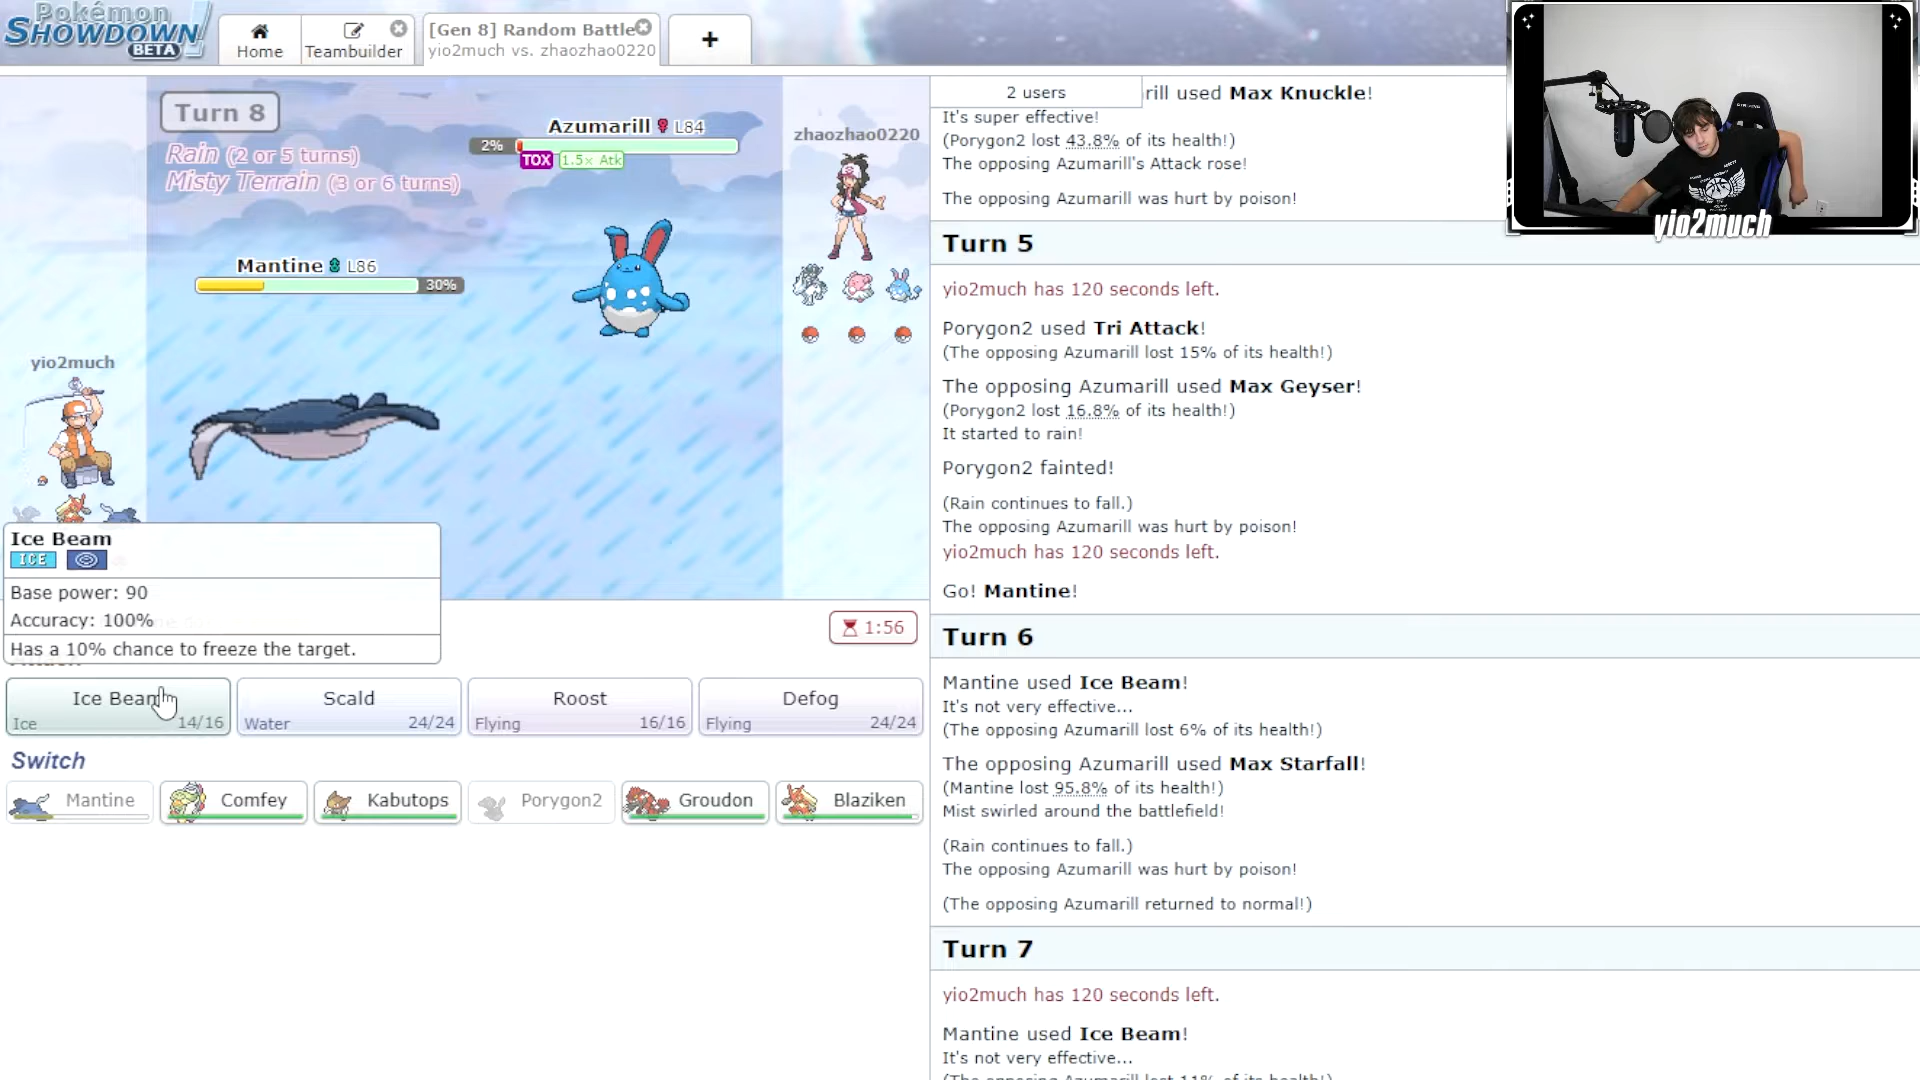 Pokémon
SHOWDOWN
BETA
Home
Teambuilder
[Gen 8] Random Battle
yio2much vs. zhaozhao0220
+
Turn 8
Rain (2 or 5 turns)
Misty Terrain (3 or 6 turns)
Azumarill L84
2%
TOX 1.5× Atk
zhaozhao0220
Mantine L86
30%
yio2much
Ice Beam
ICE
Base power: 90
Accuracy: 100%
Has a 10% chance to freeze the target.
1:56
Ice Beam
Ice 14/16
Scald
Water 24/24
Roost
Flying 16/16
Defog
Flying 24/24
Switch
Mantine
Comfey
Kabutops
Porygon2
Groudon
Blaziken
2 users
rill used Max Knuckle!
It's super effective!
(Porygon2 lost 43.8% of its health!)
The opposing Azumarill's Attack rose!
The opposing Azumarill was hurt by poison!
Turn 5
yio2much has 120 seconds left.
Porygon2 used Tri Attack!
(The opposing Azumarill lost 15% of its health!)
The opposing Azumarill used Max Geyser!
(Porygon2 lost 16.8% of its health!)
It started to rain!
Porygon2 fainted!
(Rain continues to fall.)
The opposing Azumarill was hurt by poison!
yio2much has 120 seconds left.
Go! Mantine!
Turn 6
Mantine used Ice Beam!
It's not very effective...
(The opposing Azumarill lost 6% of its health!)
The opposing Azumarill used Max Starfall!
(Mantine lost 95.8% of its health!)
Mist swirled around the battlefield!
(Rain continues to fall.)
The opposing Azumarill was hurt by poison!
(The opposing Azumarill returned to normal!)
Turn 7
yio2much has 120 seconds left.
Mantine used Ice Beam!
It's not very effective...
(The opposing Azumarill lost 11% of its health!)
yio2much